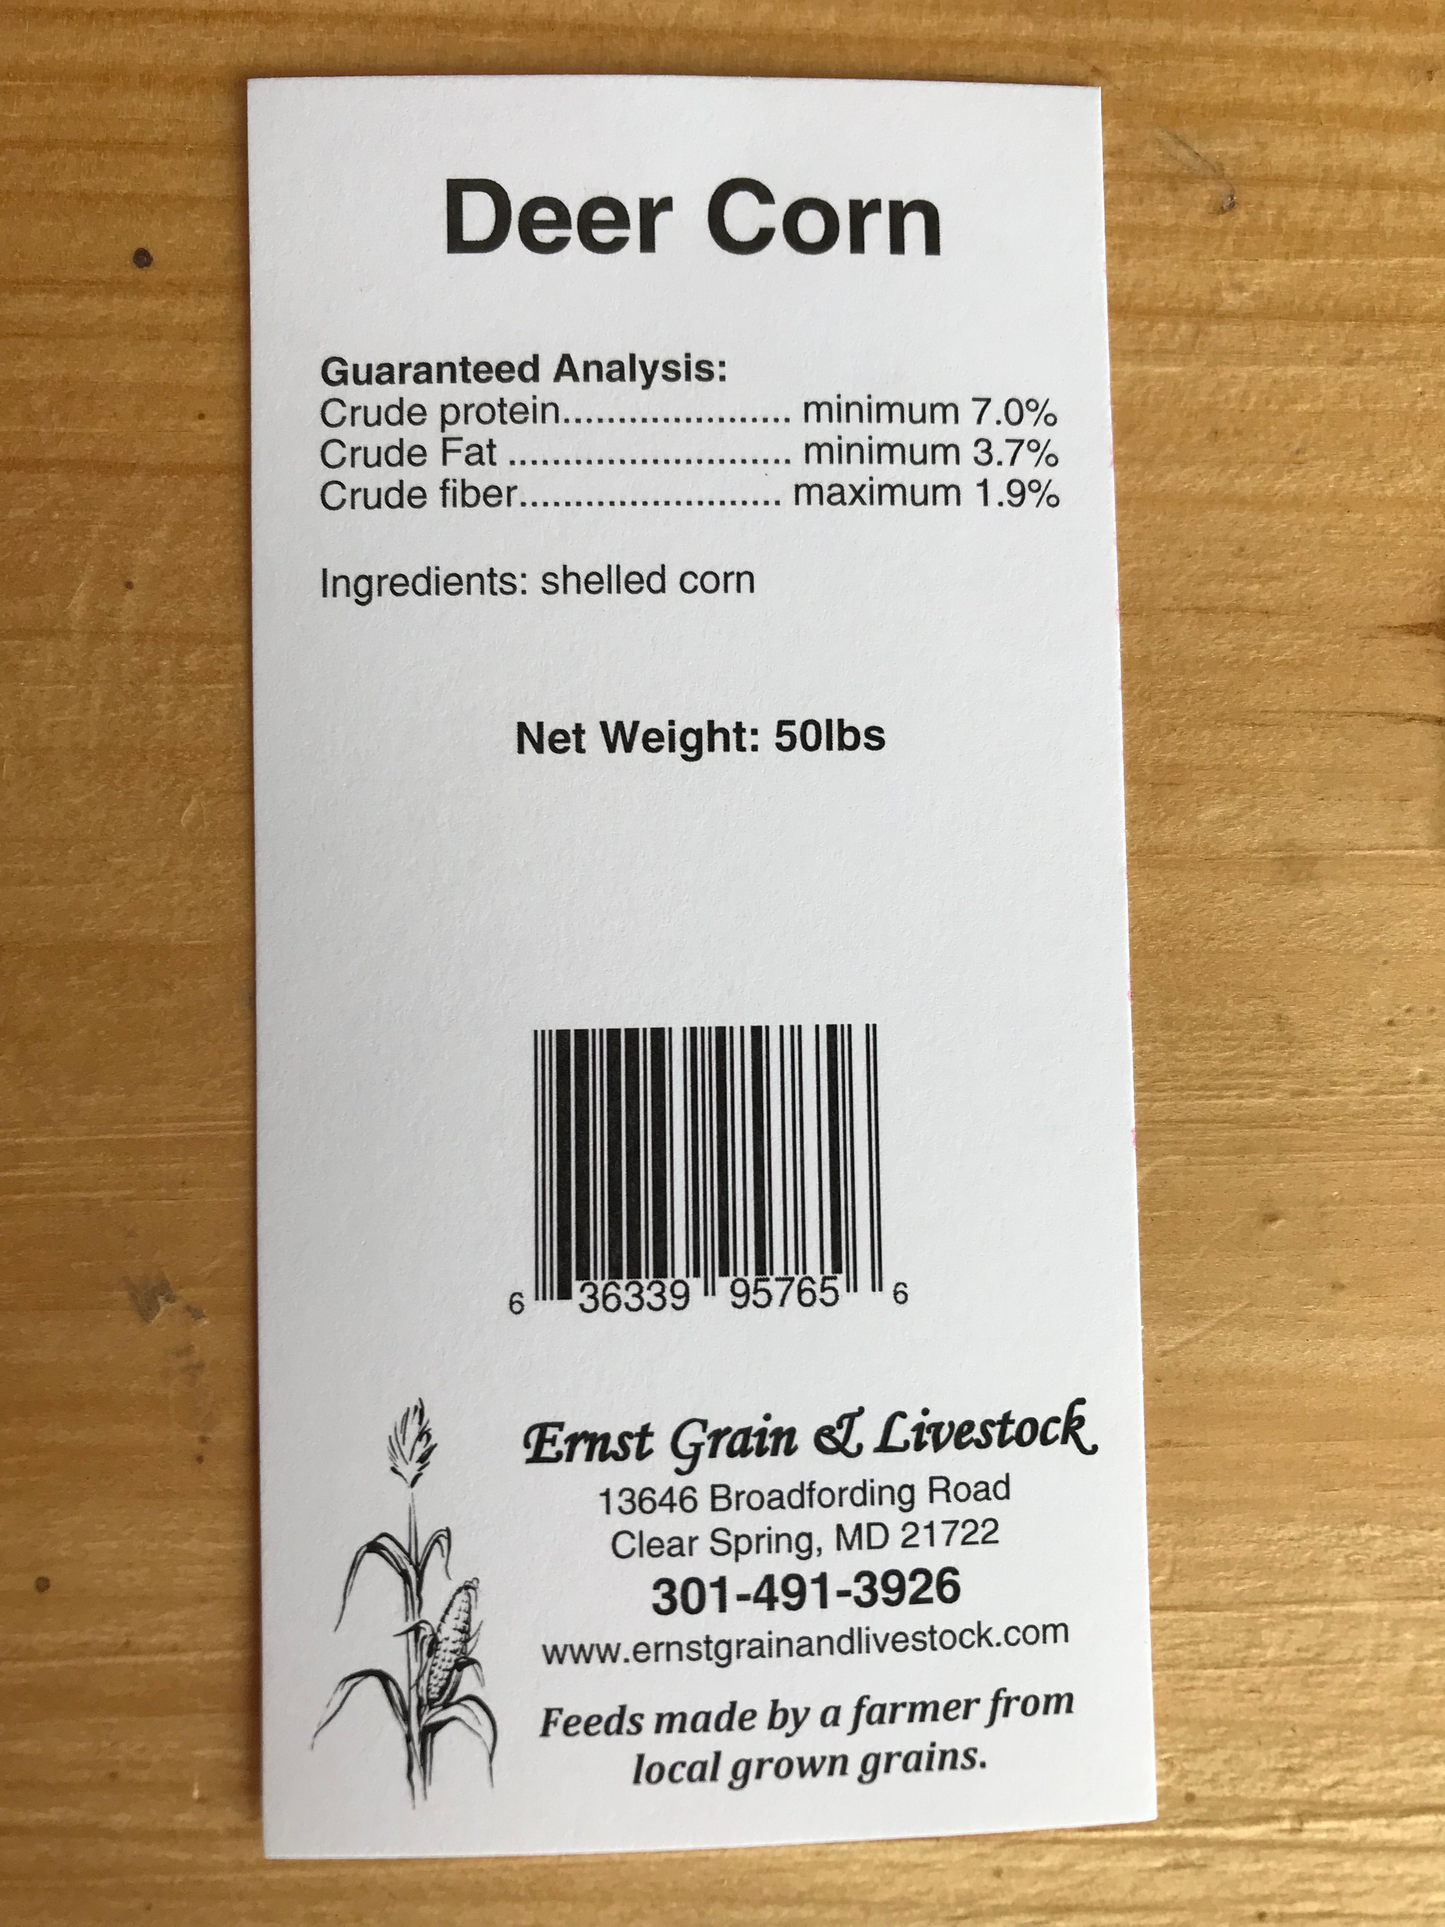 Deer Corn
Guaranteed Analysis:
Crude protein..................... minimum 7.0%
Crude Fat .......................... minimum 3.7%
Crude fiber........................ maximum 1.9%
Ingredients: shelled corn
Net Weight: 50lbs
6 36339 95765 6
Ernst Grain & Livestock
13646 Broadfording Road
Clear Spring, MD 21722
301-491-3926
www.ernstgrainandlivestock.com
Feeds made by a farmer from
local grown grains.